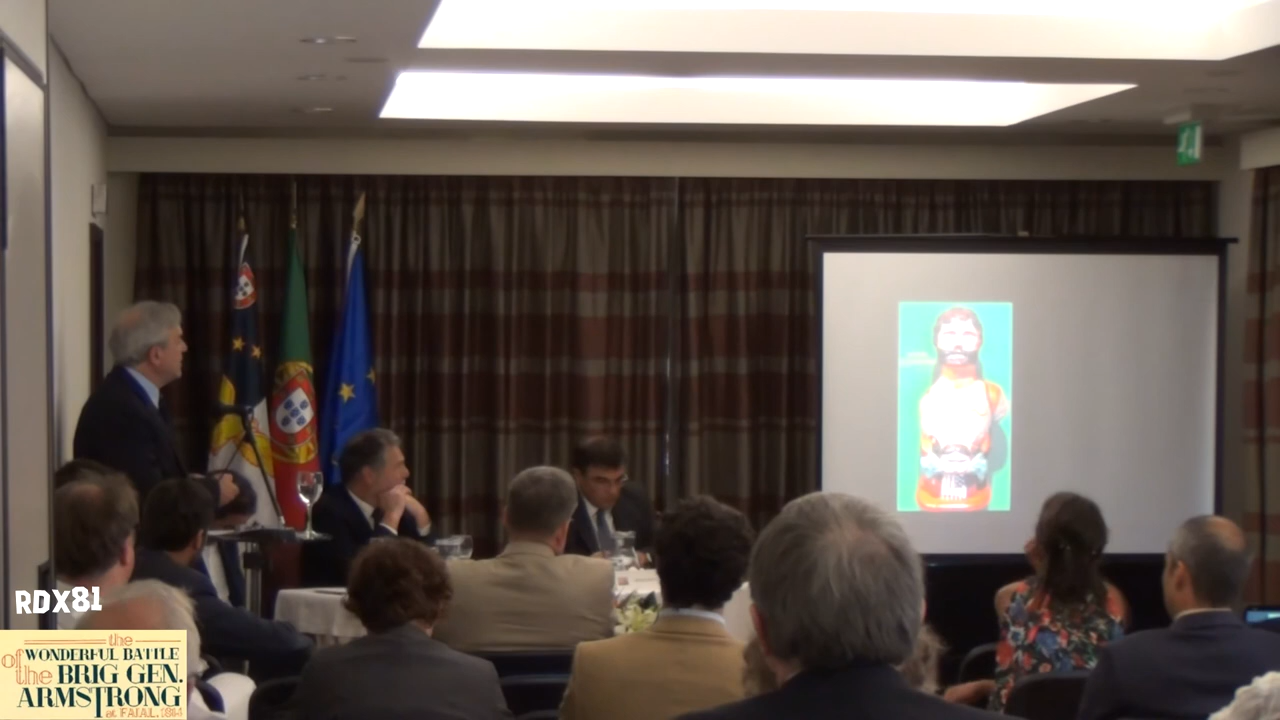 RDX81
the
of WONDERFUL BATTLE
the BRIG GEN.
ARMSTRONG
at FAIAL. 1814